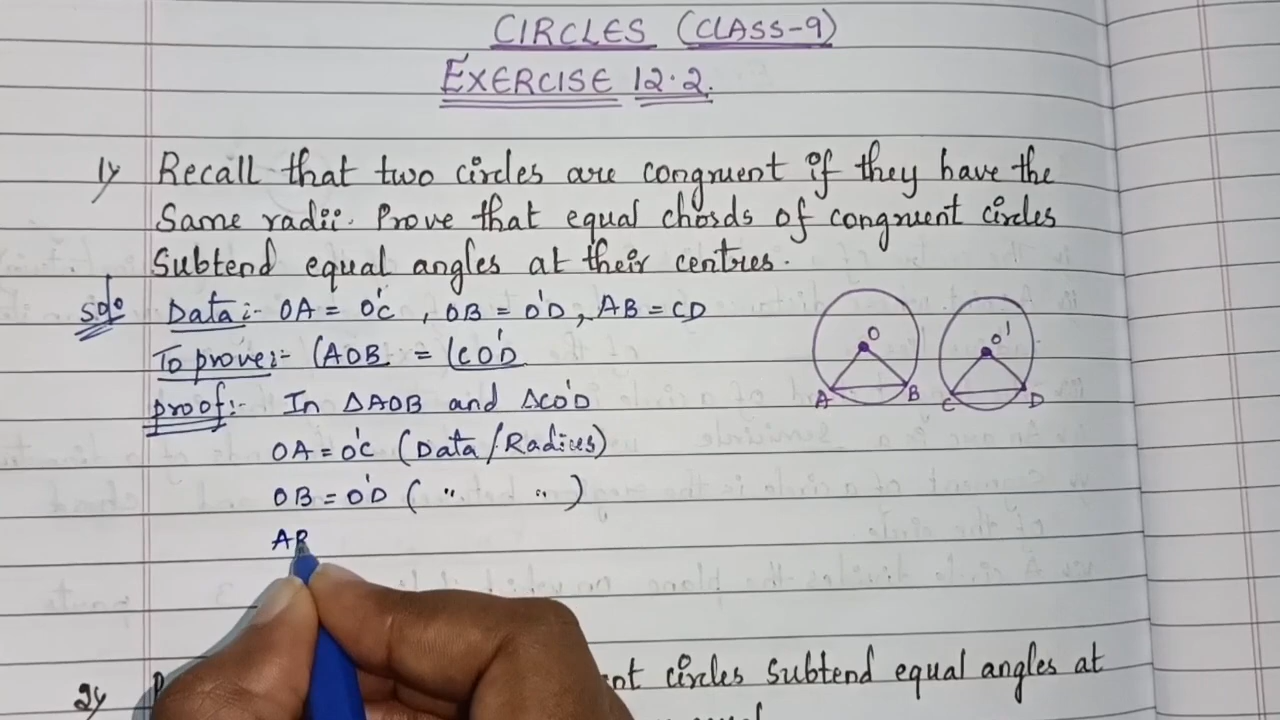 CIRCLES (CLASS-9)
EXERCISE 12.2.
1) Recall that two circles are congruent if they have the
Same radii. Prove that equal chords of congruent circles
Subtend equal angles at their centres.
Data:- OA = O'C, OB = O'D, AB = CD
To prove:- ∠AOB = ∠CO'D
proof:- In ΔAOB and ΔCO'D
OA = O'C (Data/Radius)
OB = O'D ( " " )
AB
O
O'
A
B
C
D
2)
circles Subtend equal angles at